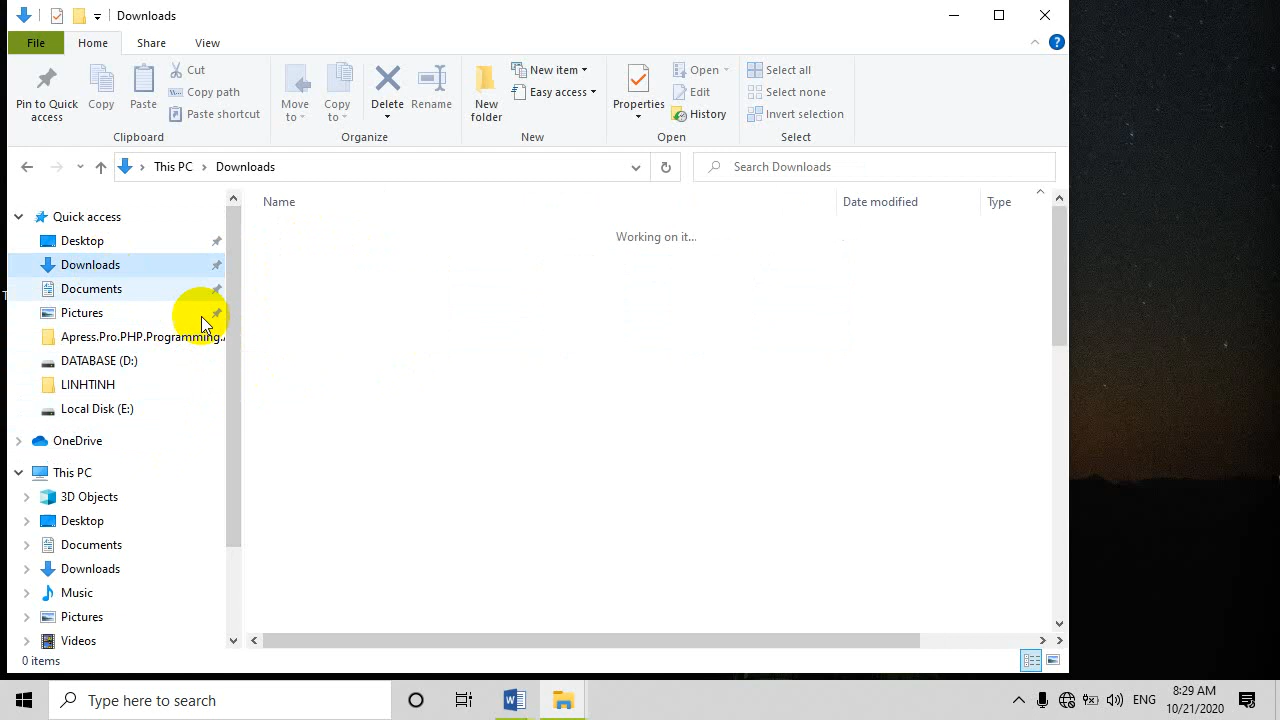 Downloads
File Home Share View
Pin to Quick access
Copy
Paste
Cut
Copy path
Paste shortcut
Clipboard
Move to
Copy to
Delete
Rename
Organize
New folder
New item
Easy access
New
Properties
Open
Edit
History
Open
Select all
Select none
Invert selection
Select
This PC Downloads
Search Downloads
Name Date modified Type
Working on it...
Quick access
Desktop
Downloads
Documents
Pictures
Apress.Pro.PHP.Programming.
DATABASE (D:)
LINHTINH
Local Disk (E:)
OneDrive
This PC
3D Objects
Desktop
Documents
Downloads
Music
Pictures
Videos
0 items
Type here to search
ENG
8:29 AM
10/21/2020